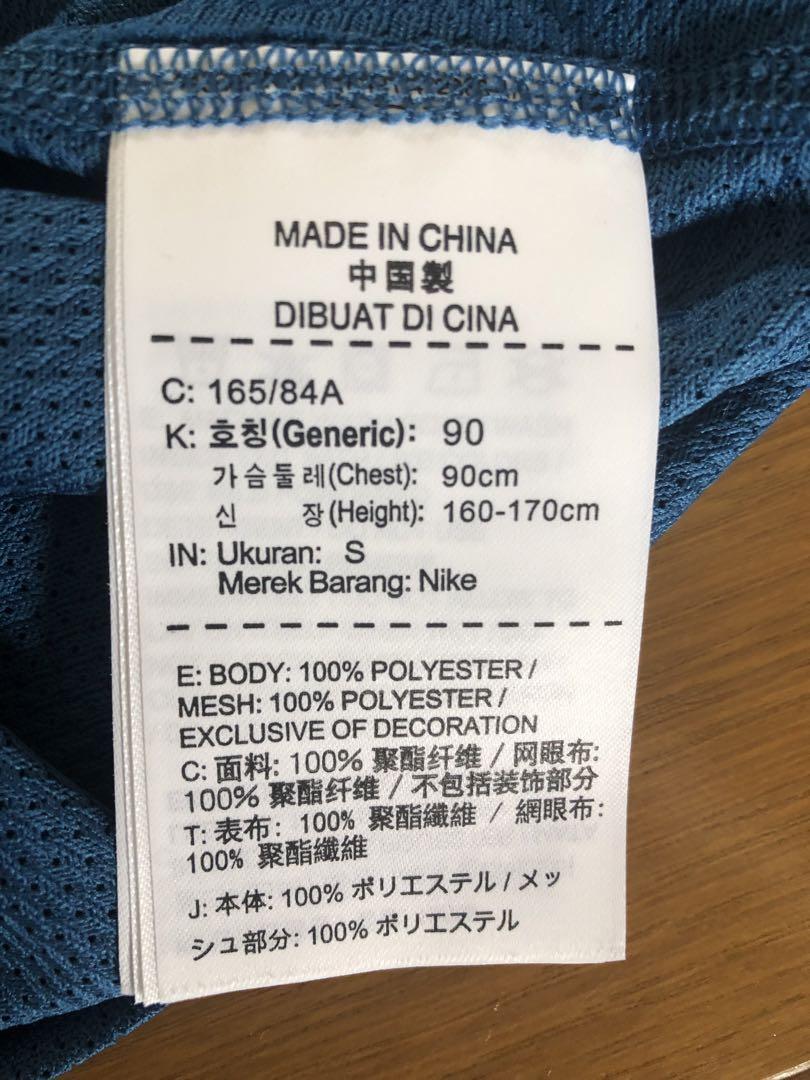 MADE IN CHINA
中国製
DIBUAT DI CINA
C: 165/84A
K: 호칭(Generic): 90
가슴둘레(Chest): 90cm
신 장(Height): 160-170cm
IN: Ukuran: S
Merek Barang: Nike
E: BODY: 100% POLYESTER /
MESH: 100% POLYESTER /
EXCLUSIVE OF DECORATION
C: 面料: 100% 聚酯纤维 / 网眼布:
100% 聚酯纤维 / 不包括装饰部分
T: 表布: 100% 聚酯纖維 / 網眼布:
100% 聚酯纖維
J: 本体: 100% ポリエステル / メッ
シュ部分: 100% ポリエステル